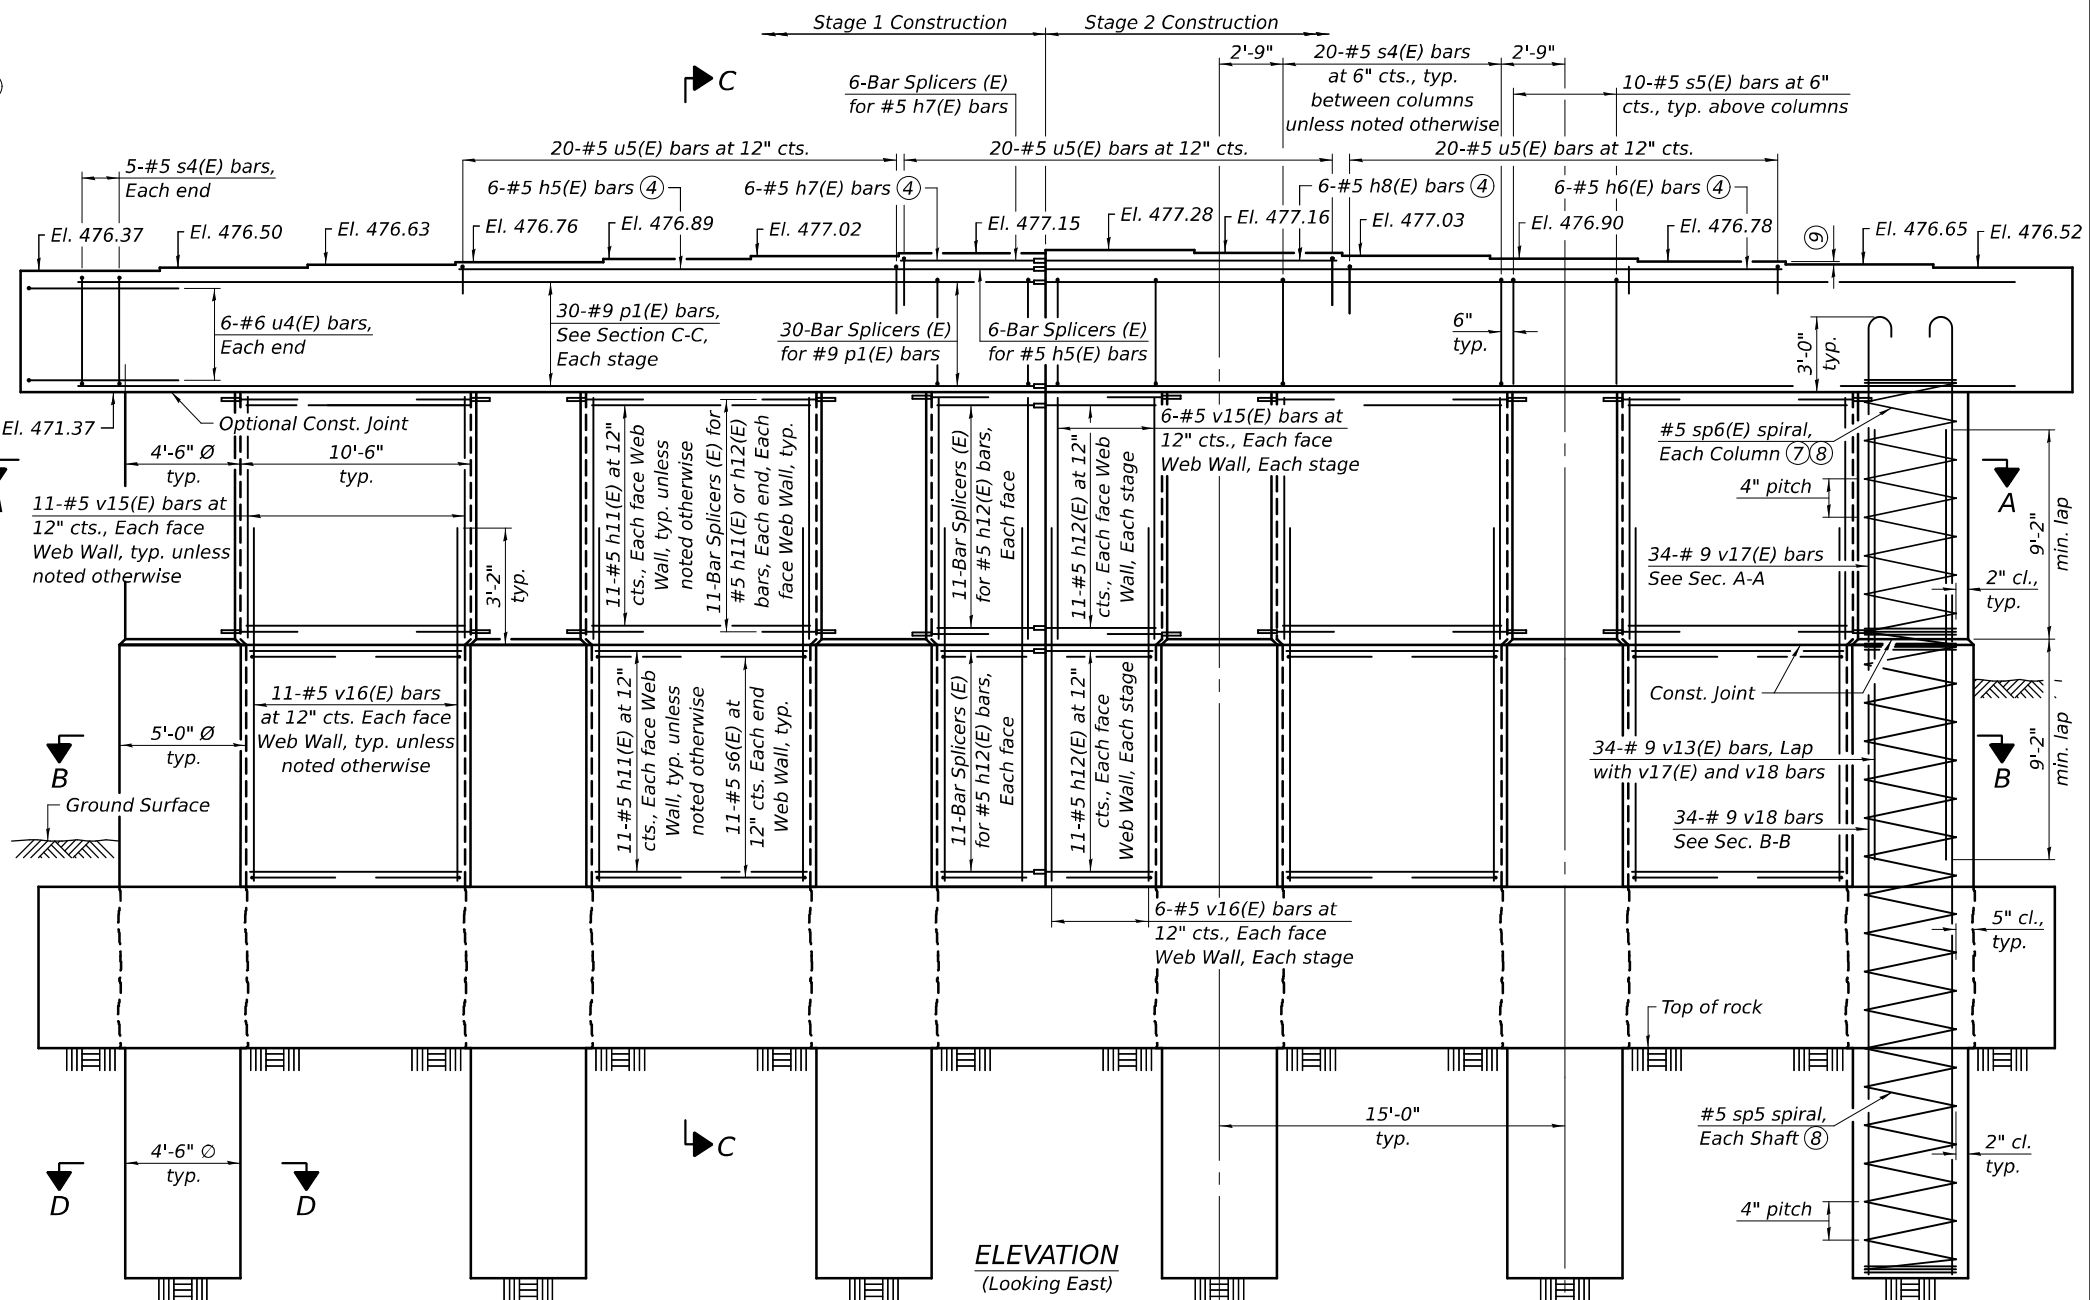 Stage 1 Construction
Stage 2 Construction
C
6-Bar Splicers (E)
for #5 h7(E) bars
2'-9"
20-#5 s4(E) bars
at 6" cts., typ.
between columns
unless noted otherwise
2'-9"
10-#5 s5(E) bars at 6"
cts., typ. above columns
5-#5 s4(E) bars,
Each end
20-#5 u5(E) bars at 12" cts.
20-#5 u5(E) bars at 12" cts.
20-#5 u5(E) bars at 12" cts.
6-#5 h5(E) bars 4
6-#5 h7(E) bars 4
6-#5 h8(E) bars 4
6-#5 h6(E) bars 4
El. 476.37
El. 476.50
El. 476.63
El. 476.76
El. 476.89
El. 477.02
El. 477.15
El. 477.28
El. 477.16
El. 477.03
El. 476.90
El. 476.78
9
El. 476.65
El. 476.52
6-#6 u4(E) bars,
Each end
30-#9 p1(E) bars,
See Section C-C,
Each stage
30-Bar Splicers (E)
for #9 p1(E) bars
6-Bar Splicers (E)
for #5 h5(E) bars
6"
typ.
3'-0"
typ.
El. 471.37
Optional Const. Joint
4'-6" Ø
typ.
10'-6"
typ.
11-#5 v15(E) bars at
12" cts., Each face
Web Wall, typ. unless
noted otherwise
3'-2"
typ.
11-#5 h11(E) at 12"
cts., Each face Web
Wall, typ. unless
noted otherwise
11-Bar Splicers (E) for
#5 h11(E) or h12(E)
bars, Each end, Each
face Web Wall, typ.
11-Bar Splicers (E)
for #5 h12(E) bars,
Each face
11-#5 h12(E) at 12"
cts., Each face Web
Wall, Each stage
6-#5 v15(E) bars at
12" cts., Each face
Web Wall, Each stage
#5 sp6(E) spiral,
Each Column 7 8
4" pitch
34-# 9 v17(E) bars
See Sec. A-A
A
9'-2"
min. lap
2" cl.,
typ.
11-#5 v16(E) bars
at 12" cts. Each face
Web Wall, typ. unless
noted otherwise
5'-0" Ø
typ.
B
Ground Surface
11-#5 h11(E) at 12"
cts., Each face Web
Wall, typ. unless
noted otherwise
11-#5 s6(E) at
12" cts. Each end
Web Wall, typ.
11-Bar Splicers (E)
for #5 h12(E) bars,
Each face
11-#5 h12(E) at 12"
cts., Each face
Web Wall, Each stage
Const. Joint
34-# 9 v13(E) bars, Lap
with v17(E) and v18 bars
34-# 9 v18 bars
See Sec. B-B
B
9'-2"
min. lap
6-#5 v16(E) bars at
12" cts., Each face
Web Wall, Each stage
5" cl.,
typ.
Top of rock
C
15'-0"
typ.
#5 sp5 spiral,
Each Shaft 8
2" cl.
typ.
4'-6" ∅
typ.
D
D
4" pitch
ELEVATION
(Looking East)